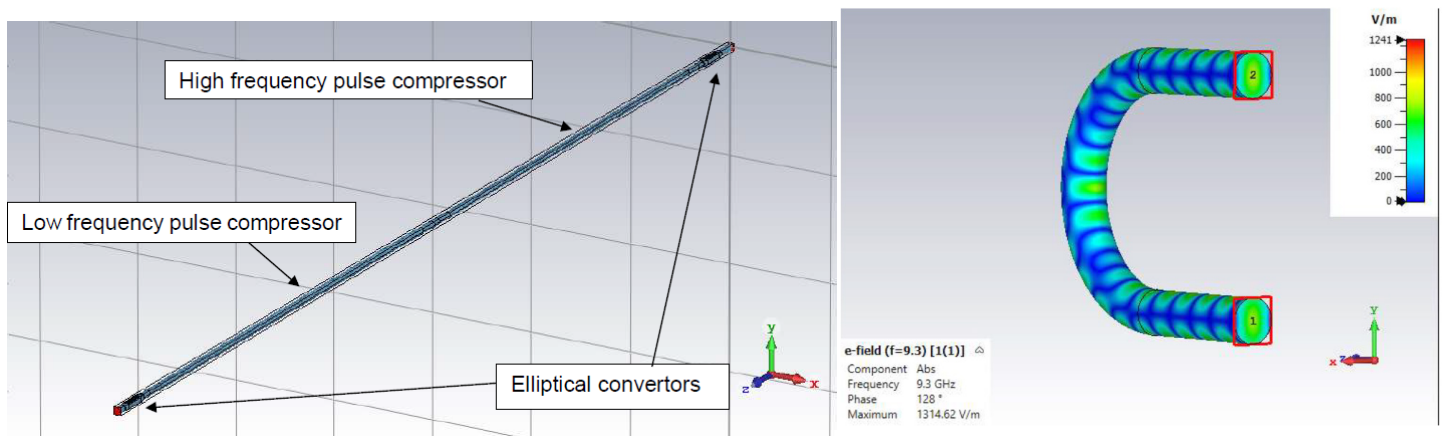 High frequency pulse compressor
Low frequency pulse compressor
Elliptical convertors
y
x
z
V/m
1241
1000
800
600
400
200
0
2
1
e-field (f=9.3) [1(1)]
Component Abs
Frequency 9.3 GHz
Phase 128 °
Maximum 1314.62 V/m
Y
x
z